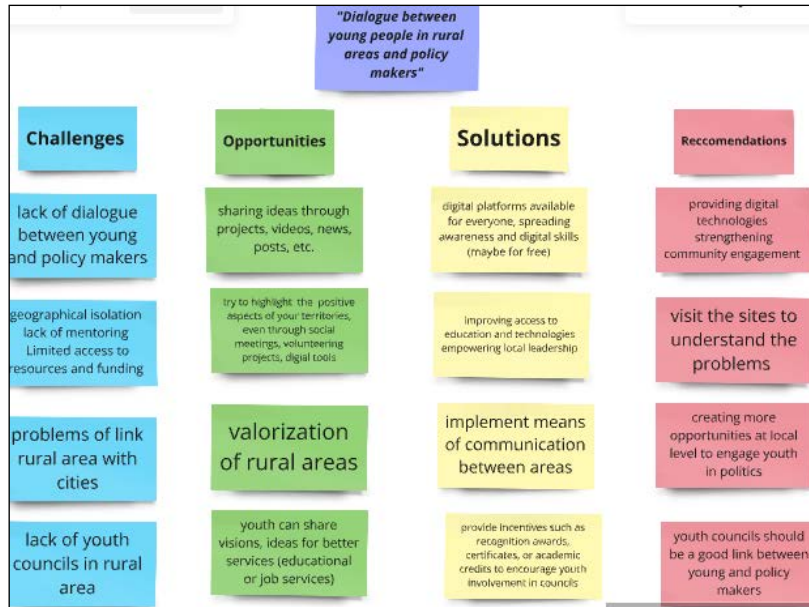 "Dialogue between
young people in rural
areas and policy
makers"
Challenges
lack of dialogue
between young
and policy makers
geographical isolation
lack of mentoring
Limited access to
resources and funding
problems of link
rural area with
cities
lack of youth
councils in rural
area
Opportunities
sharing ideas through
projects, videos, news,
posts, etc.
try to highlight the positive
aspects of your territories,
even through social
meetings, volunteering
projects, digial tools
valorization
of rural areas
youth can share
visions, ideas for better
services (educational
or job services)
Solutions
digital platforms available
for everyone, spreading
awareness and digital skills
(maybe for free)
improving access to
education and technologies
empowering local leadership
implement means
of communication
between areas
provide incentives such as
recognition awards,
certificates, or academic
credits to encourage youth
involvement in councils
Reccomendations
providing digital
technologies
strengthening
community engagement
visit the sites to
understand the
problems
creating more
opportunities at local
level to engage youth
in politics
youth councils should
be a good link between
young and policy
makers